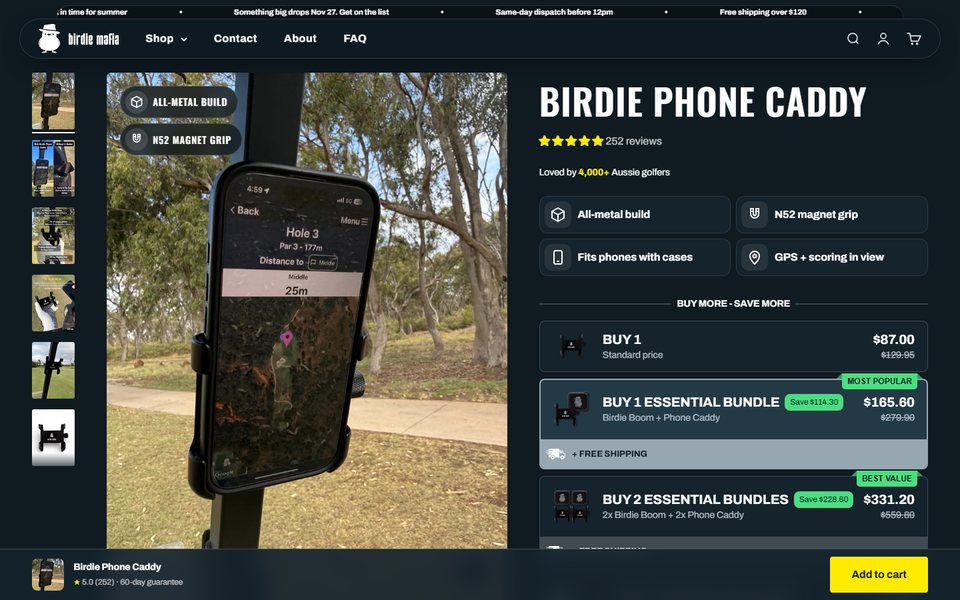 in time for summer • Something big drops Nov 27. Get on the list • Same-day dispatch before 12pm • Free shipping over $120 •
birdie mafia
Shop Contact About FAQ
ALL-METAL BUILD
N52 MAGNET GRIP
4:59
5G
Back
Menu
Hole 3
Par 3 - 177m
Distance to Middle
Middle
25m
BIRDIE PHONE CADDY
252 reviews
Loved by 4,000+ Aussie golfers
All-metal build
N52 magnet grip
Fits phones with cases
GPS + scoring in view
BUY MORE - SAVE MORE
BUY 1
Standard price
$87.00
$129.95
MOST POPULAR
BUY 1 ESSENTIAL BUNDLE
Save $114.30
$165.60
Birdie Boom + Phone Caddy
$279.90
+ FREE SHIPPING
BEST VALUE
BUY 2 ESSENTIAL BUNDLES
Save $228.60
$331.20
2x Birdie Boom + 2x Phone Caddy
$559.80
Birdie Phone Caddy
★ 5.0 (252) · 60-day guarantee
Add to cart